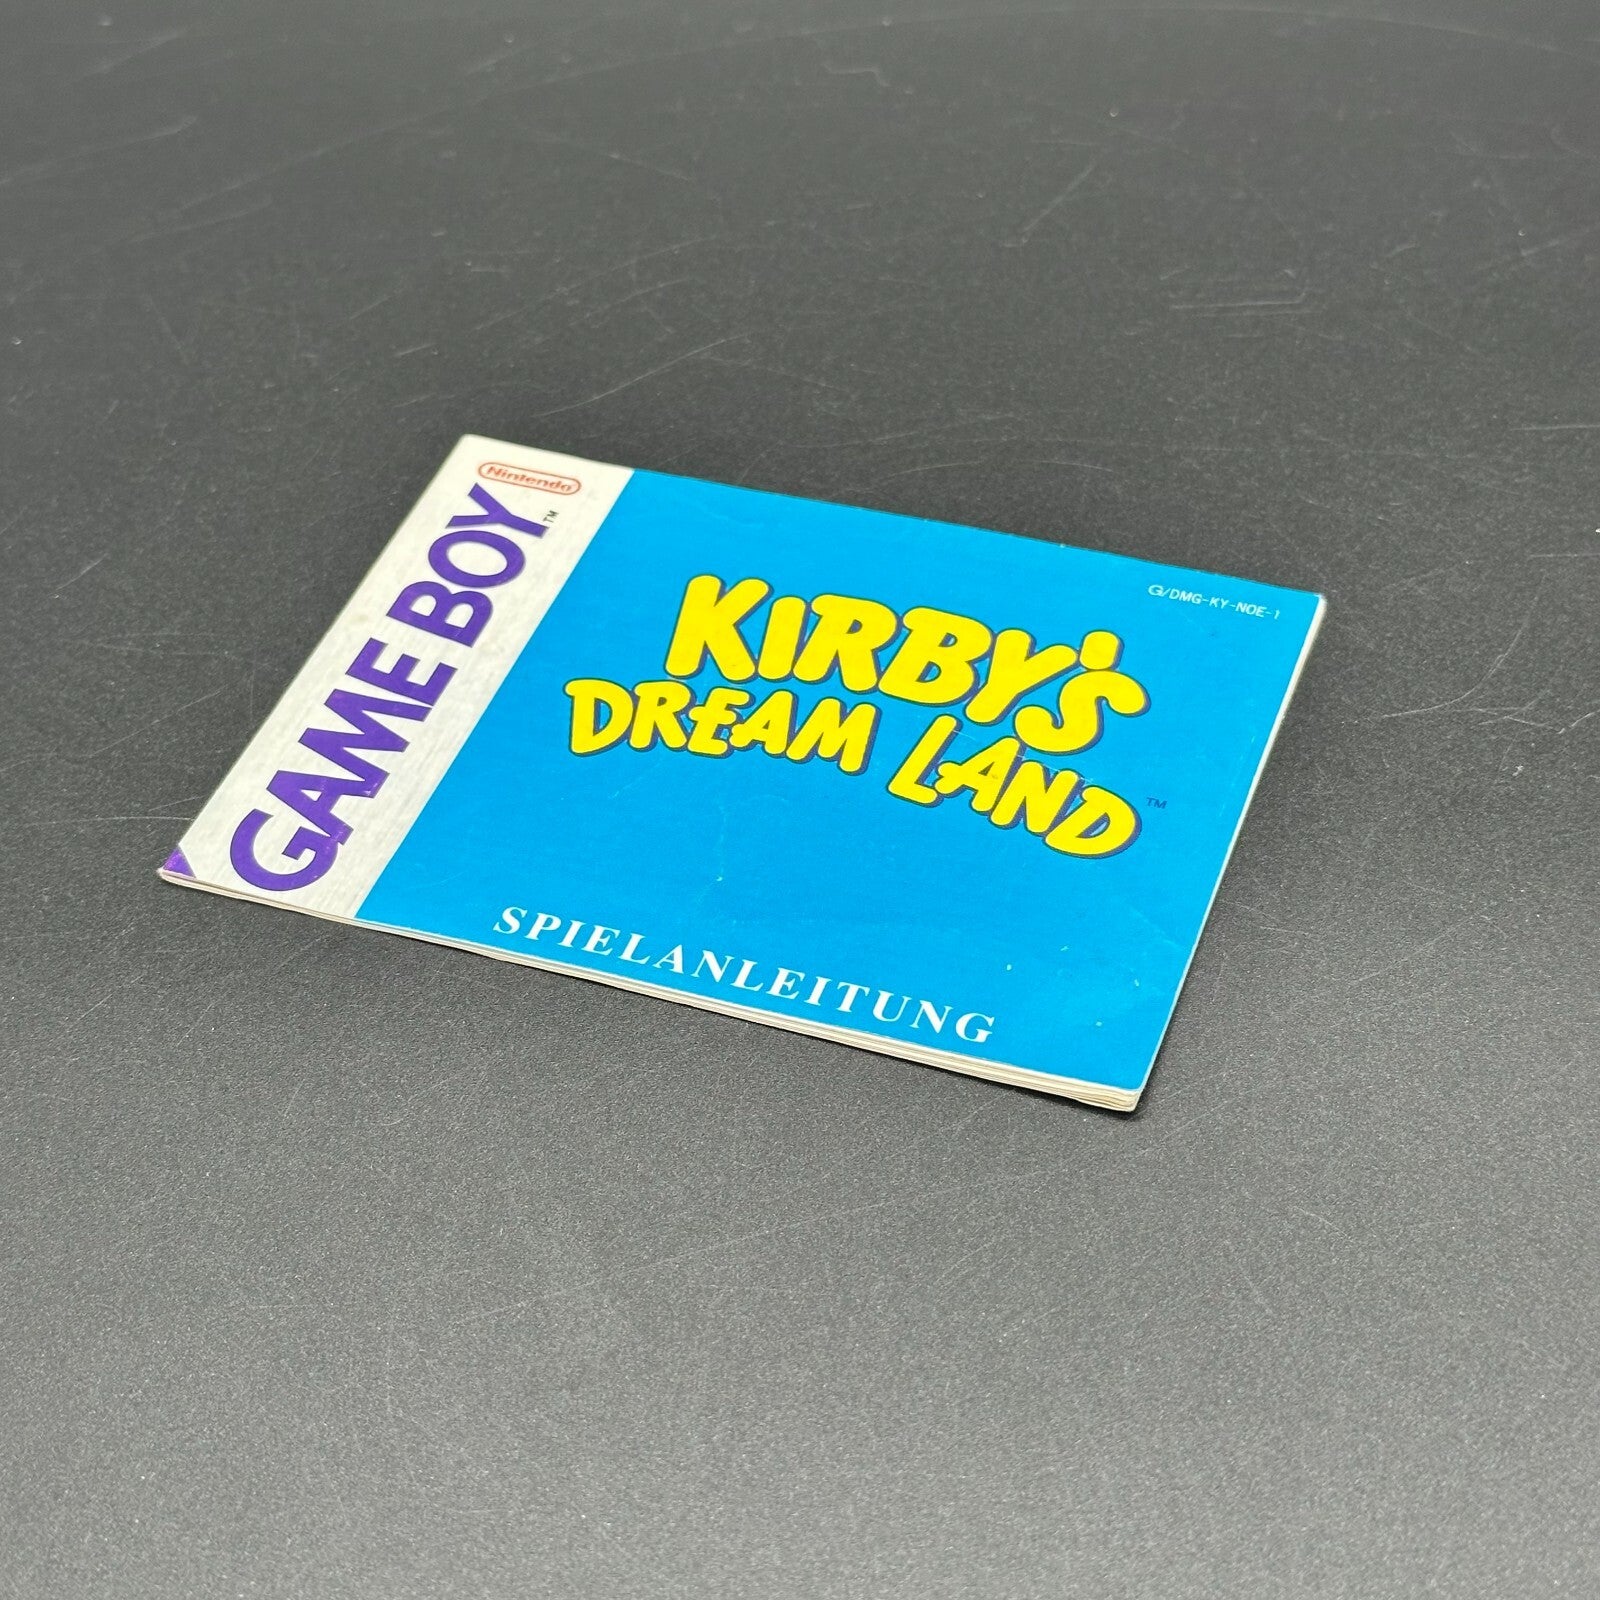 Nintendo
GAME BOY™
G/DMG-KY-NOE-1
KIRBY'S
DREAM LAND™
SPIELANLEITUNG